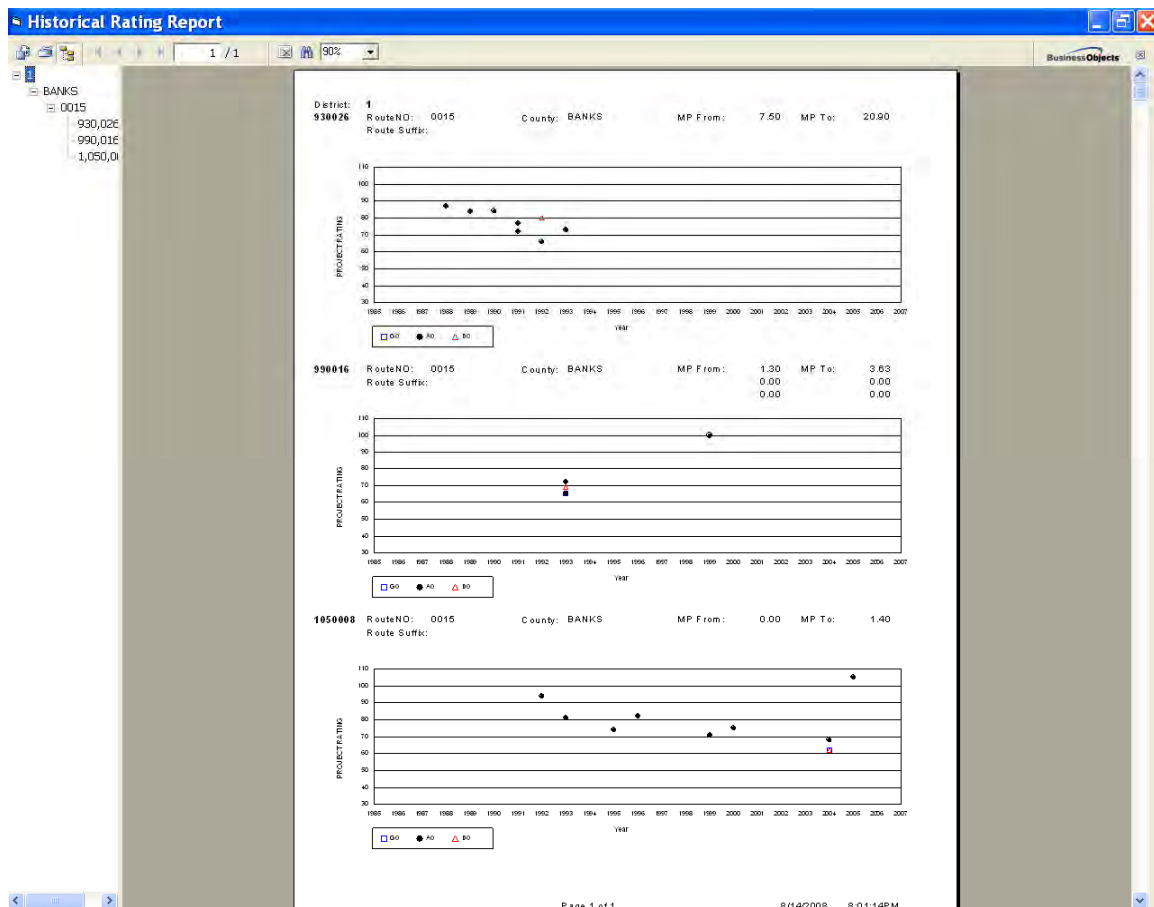 Historical Rating Report
1 / 1
90%
BusinessObjects
1
BANKS
0015
930,026
990,016
1,050,0
District: 1
930026 RouteNO: 0015 County: BANKS MP From: 7.50 MP To: 20.90
Route Suffix:
110
100
90
80
70
60
50
40
30
PROJECT RATING
1985 1986 1987 1988 1989 1990 1991 1992 1993 1994 1995 1996 1997 1998 1999 2000 2001 2002 2003 2004 2005 2006 2007
Year
GO AO DO
990016 RouteNO: 0015 County: BANKS MP From: 1.30 MP To: 3.63
Route Suffix: 0.00 0.00
0.00 0.00
110
100
90
80
70
60
50
40
30
PROJECT RATING
1985 1986 1987 1988 1989 1990 1991 1992 1993 1994 1995 1996 1997 1998 1999 2000 2001 2002 2003 2004 2005 2006 2007
Year
GO AO DO
1050008 RouteNO: 0015 County: BANKS MP From: 0.00 MP To: 1.40
Route Suffix:
110
100
90
80
70
60
50
40
30
PROJECT RATING
1985 1986 1987 1988 1989 1990 1991 1992 1993 1994 1995 1996 1997 1998 1999 2000 2001 2002 2003 2004 2005 2006 2007
Year
GO AO DO
Page 1 of 1 8/14/2008 8:01:14PM